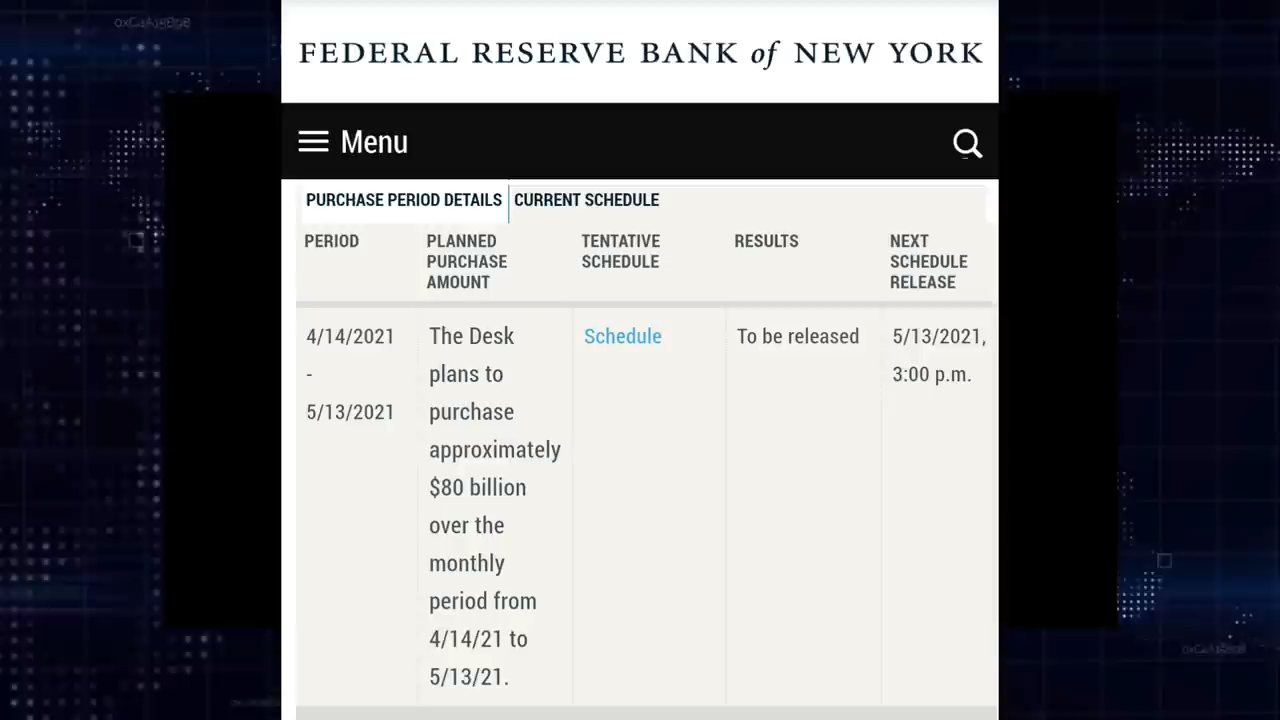 FEDERAL RESERVE BANK of NEW YORK
Menu
PURCHASE PERIOD DETAILS
CURRENT SCHEDULE
PERIOD
PLANNED
PURCHASE
AMOUNT
TENTATIVE
SCHEDULE
RESULTS
NEXT
SCHEDULE
RELEASE
4/14/2021
-
5/13/2021
The Desk
plans to
purchase
approximately
$80 billion
over the
monthly
period from
4/14/21 to
5/13/21.
Schedule
To be released
5/13/2021,
3:00 p.m.